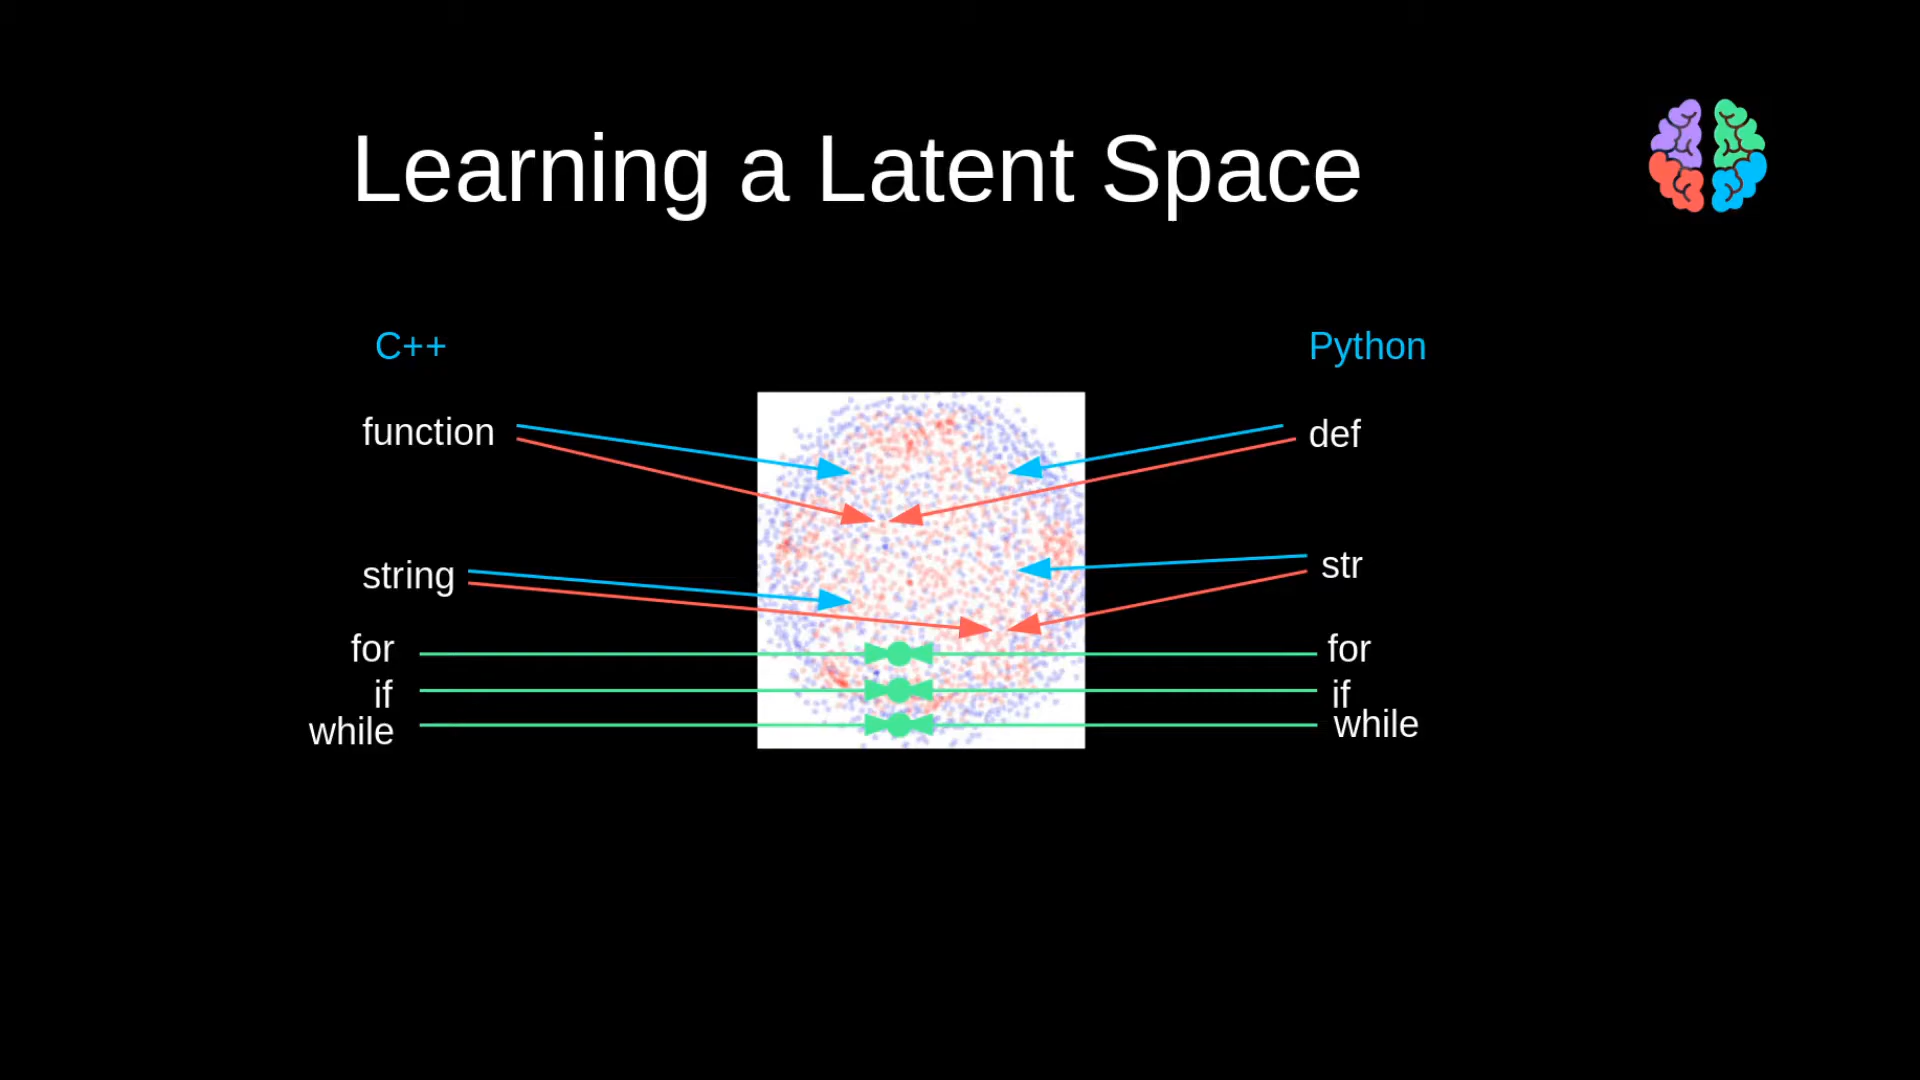 Learning a Latent Space
C++
Python
function
def
string
str
for
for
if
if
while
while